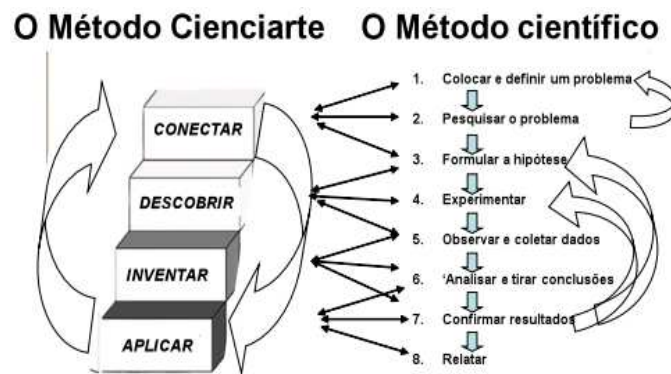 O Método Cienciarte
O Método científico
CONECTAR
DESCOBRIR
INVENTAR
APLICAR
1. Colocar e definir um problema
2. Pesquisar o problema
3. Formular a hipótese
4. Experimentar
5. Observar e coletar dados
6. 'Analisar e tirar conclusões
7. Confirmar resultados
8. Relatar